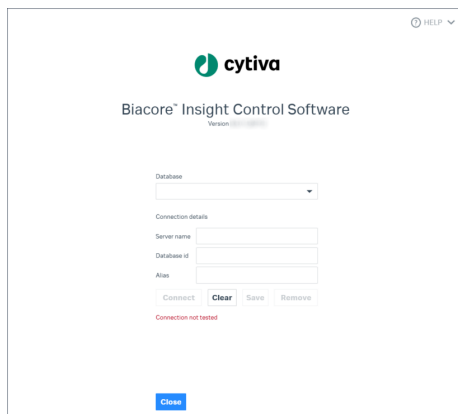 HELP
cytiva
Biacore™ Insight Control Software
Version
Database
Connection details
Server name
Database id
Alias
Connect Clear Save Remove
Connection not tested
Close